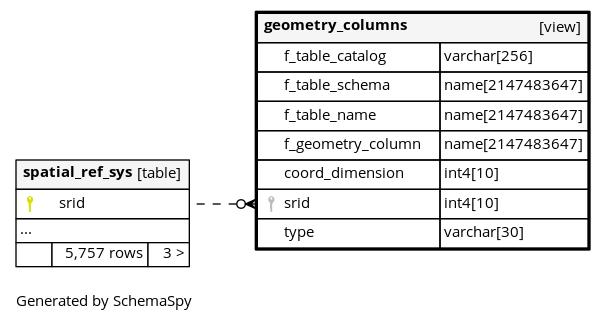 geometry_columns [view]
f_table_catalog varchar[256]
f_table_schema name[2147483647]
f_table_name name[2147483647]
f_geometry_column name[2147483647]
coord_dimension int4[10]
srid int4[10]
type varchar[30]
spatial_ref_sys [table]
srid
...
5,757 rows 3 >
Generated by SchemaSpy